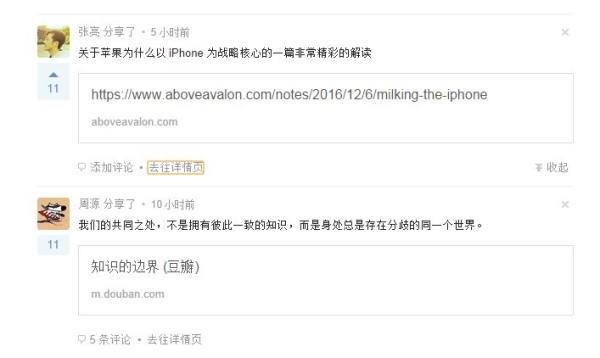 张亮 分享了 • 5 小时前
关于苹果为什么以 iPhone 为战略核心的一篇非常精彩的解读
11
https://www.aboveavalon.com/notes/2016/12/6/milking-the-iphone
aboveavalon.com
添加评论 • 去往详情页
收起
周源 分享了 • 10 小时前
我们的共同之处，不是拥有彼此一致的知识，而是身处总是存在分歧的同一个世界。
11
知识的边界 (豆瓣)
m.douban.com
5 条评论 • 去往详情页